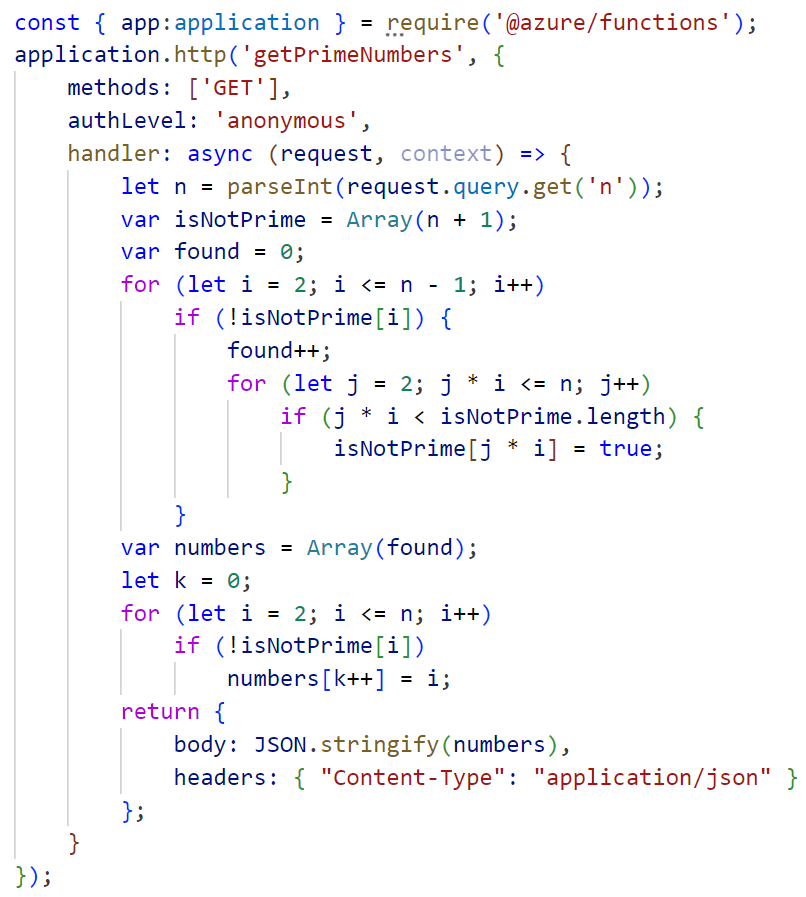 const { app:application } = require('@azure/functions');
application.http('getPrimeNumbers', {
    methods: ['GET'],
    authLevel: 'anonymous',
    handler: async (request, context) => {
        let n = parseInt(request.query.get('n'));
        var isNotPrime = Array(n + 1);
        var found = 0;
        for (let i = 2; i <= n - 1; i++)
            if (!isNotPrime[i]) {
                found++;
                for (let j = 2; j * i <= n; j++)
                    if (j * i < isNotPrime.length) {
                        isNotPrime[j * i] = true;
                    }
            }
        var numbers = Array(found);
        let k = 0;
        for (let i = 2; i <= n; i++)
            if (!isNotPrime[i])
                numbers[k++] = i;
        return {
            body: JSON.stringify(numbers),
            headers: { "Content-Type": "application/json" }
        };
    }
});